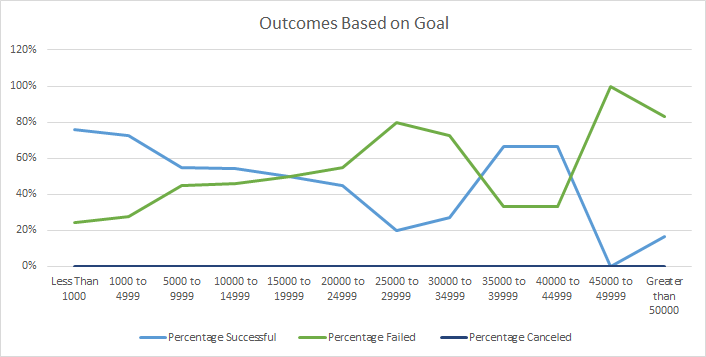 Outcomes Based on Goal
120%
100%
80%
60%
40%
20%
0%
Less Than 1000 to 5000 to 10000 to 15000 to 20000 to 25000 to 30000 to 35000 to 40000 to 45000 to Greater
1000 4999 9999 14999 19999 24999 29999 34999 39999 44999 49999 than
50000
Percentage Successful Percentage Failed Percentage Canceled